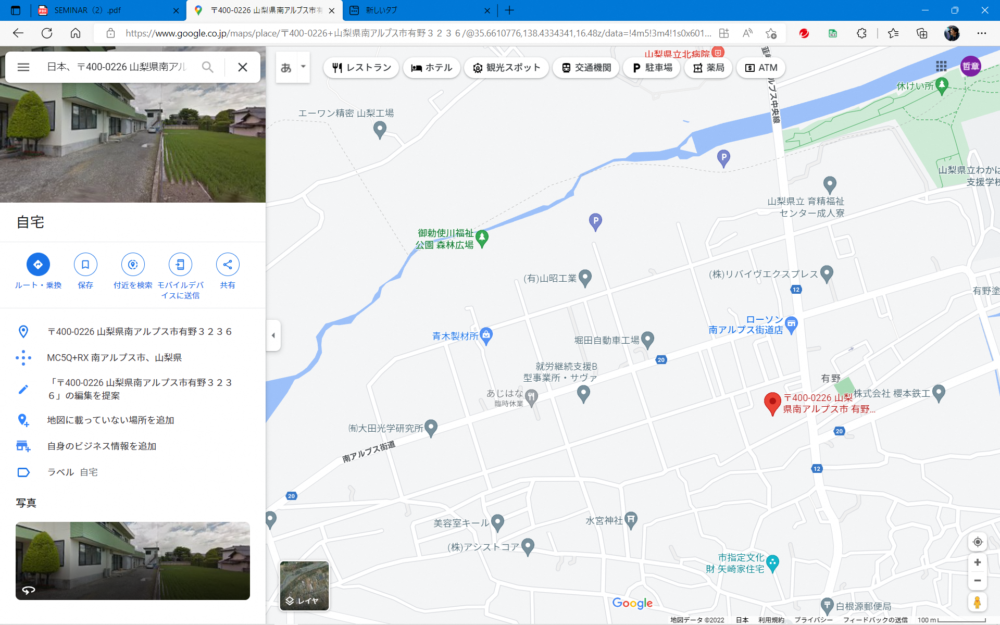 SEMINAR（2）.pdf
〒400-0226 山梨県南アルプス市有
新しいタブ
https://www.google.co.jp/maps/place/〒400-0226+山梨県南アルプス市有野３２３６/@35.6610776,138.4334341,16.48z/data=!4m5!3m4!1s0x601...
日本、〒400-0226 山梨県南アル
あ
レストラン
ホテル
観光スポット
交通機関
P 駐車場
薬局
ATM
哲章
自宅
ルート・乗換
保存
付近を検索
モバイルデバ
イスに送信
共有
〒400-0226 山梨県南アルプス市有野３２３６
MC5Q+RX 南アルプス市、山梨県
「〒400-0226 山梨県南アルプス市有野３２３
６」の編集を提案
地図に載っていない場所を追加
自身のビジネス情報を追加
ラベル 自宅
写真
山梨県立北病院
ルプス中央線
休けい所
エーワン精密 山梨工場
P
山梨県立わかば
支援学校
山梨県立 育精福祉
センター成人寮
P
御勅使川福祉
公園 森林広場
(有)山昭工業
(株)リバイヴエクスプレス
12
有野塗
ローソン
南アルプス街道店
青木製材所
堀田自動車工場
20
就労継続支援B
型事業所・サヴァ
有野
あじはな
臨時休業
株式会社 櫻本鉄工
〒400-0226 山梨
県南アルプス市 有野...
㈲大田光学研究所
20
南アルプス街道
12
20
美容室キール
水宮神社
(株)アシストコア
市指定文化
財 矢崎家住宅
レイヤ
Google
白根源郵便局
地図データ ©2022
日本
利用規約
プライバシー
フィードバックの送信
100 m